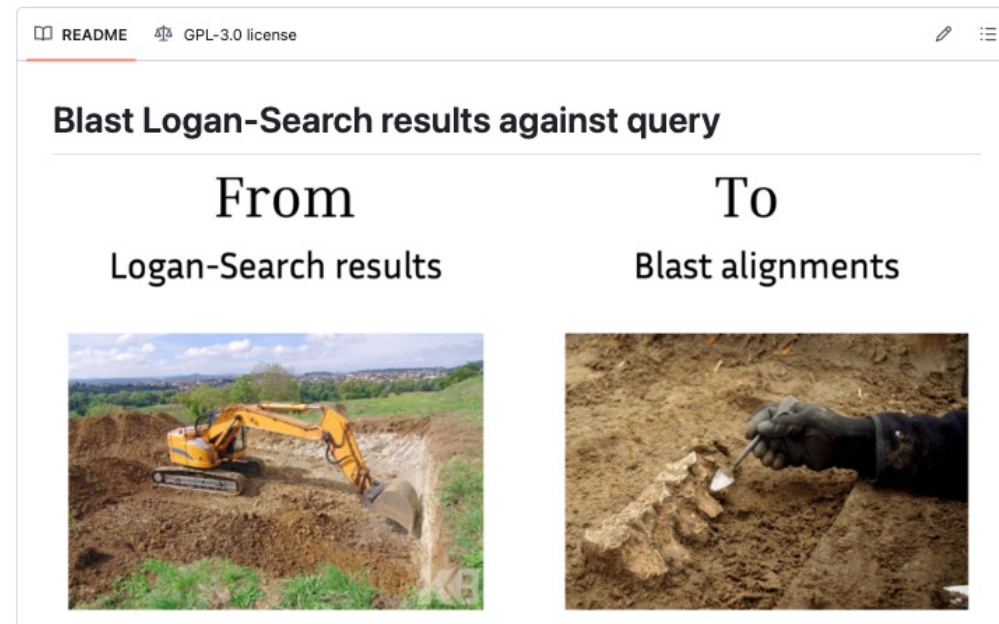 README GPL-3.0 license
Blast Logan-Search results against query
From To
Logan-Search results Blast alignments